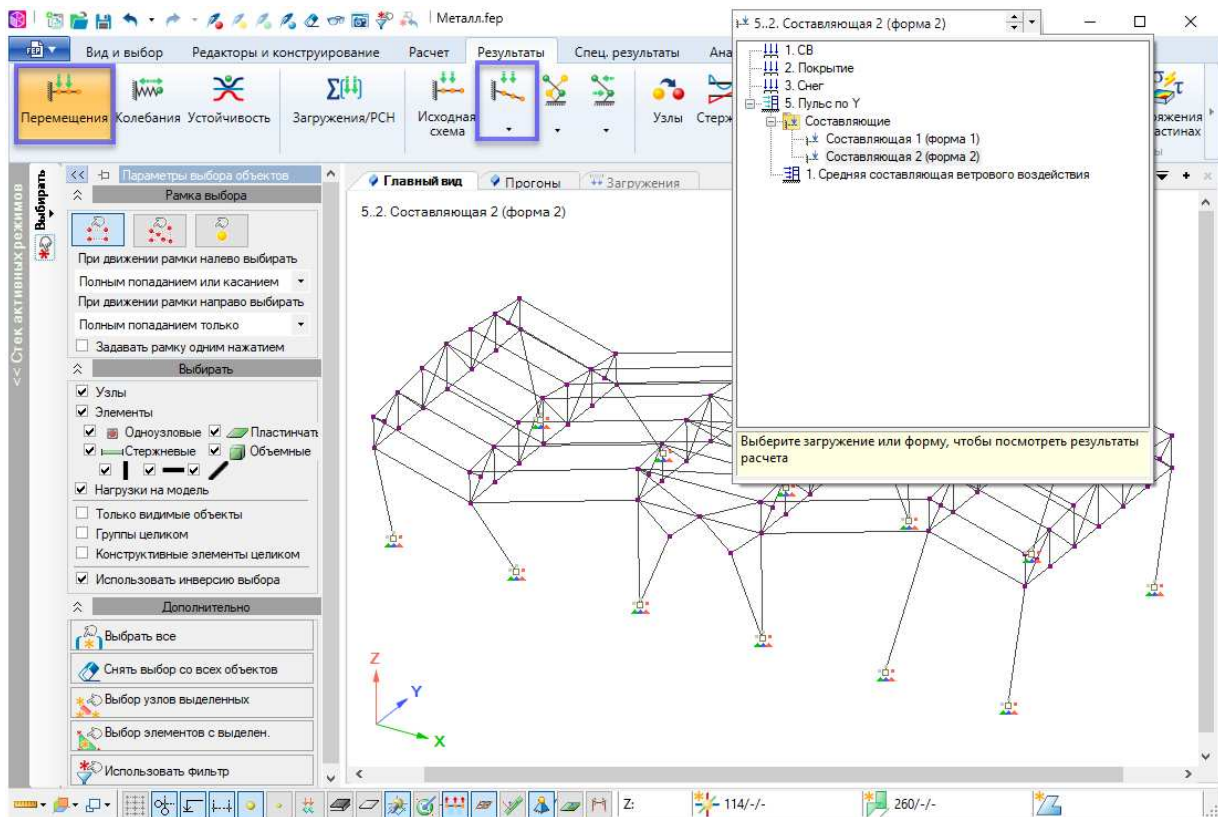 Металл.fep
5..2. Составляющая 2 (форма 2)
Вид и выбор
Редакторы и конструирование
Расчет
Результаты
Спец. результаты
Перемещения
Колебания
Устойчивость
Загружения/РСН
Исходная схема
Узлы
1. СВ
2. Покрытие
3. Снег
5. Пульс по Y
Составляющие
Составляющая 1 (форма 1)
Составляющая 2 (форма 2)
1. Средняя составляющая ветрового воздействия
Выберите загружение или форму, чтобы посмотреть результаты
расчета
<< Стек активных режимов
Выбирать
<<
Параметры выбора объектов
Рамка выбора
При движении рамки налево выбирать
Полным попаданием или касанием
При движении рамки направо выбирать
Полным попаданием только
Задавать рамку одним нажатием
Выбирать
Узлы
Элементы
Одноузловые
Стержневые
Объемные
Нагрузки на модель
Только видимые объекты
Группы целиком
Конструктивные элементы целиком
Использовать инверсию выбора
Дополнительно
Выбрать все
Снять выбор со всех объектов
Выбор узлов выделенных
Выбор элементов с выделен.
Использовать фильтр
Главный вид
Прогоны
Загружения
5..2. Составляющая 2 (форма 2)
Z
Y
X
Z:
114/-/-
260/-/-